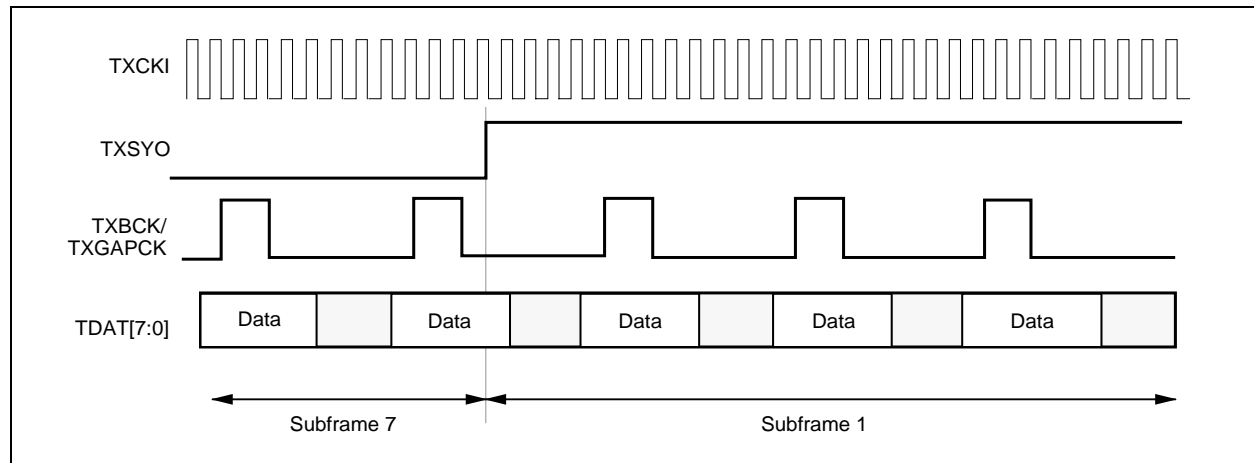 TXCKI
TXSYO
TXBCK/
TXGAPCK
TDAT[7:0]
Data
Data
Data
Data
Data
Subframe 7
Subframe 1